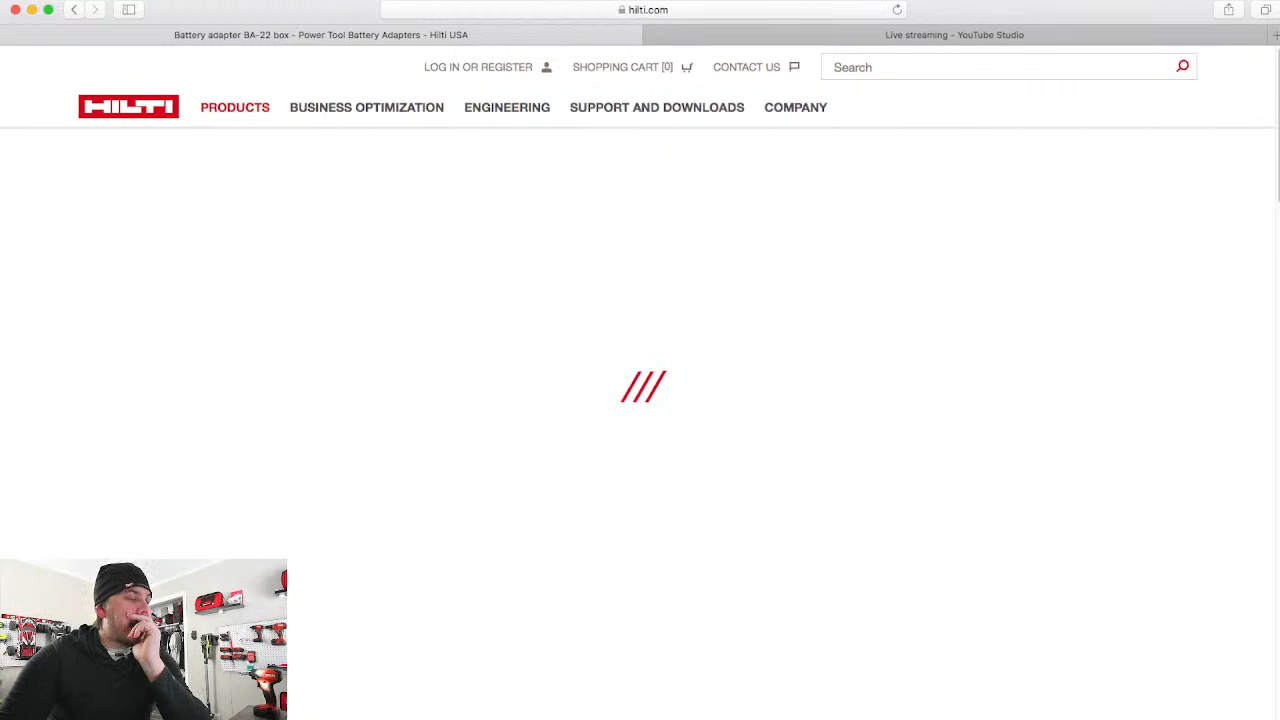 hilti.com
Battery adapter BA-22 box - Power Tool Battery Adapters - Hilti USA
Live streaming - YouTube Studio
LOG IN OR REGISTER
SHOPPING CART [0]
CONTACT US
Search
HILTI
PRODUCTS
BUSINESS OPTIMIZATION
ENGINEERING
SUPPORT AND DOWNLOADS
COMPANY